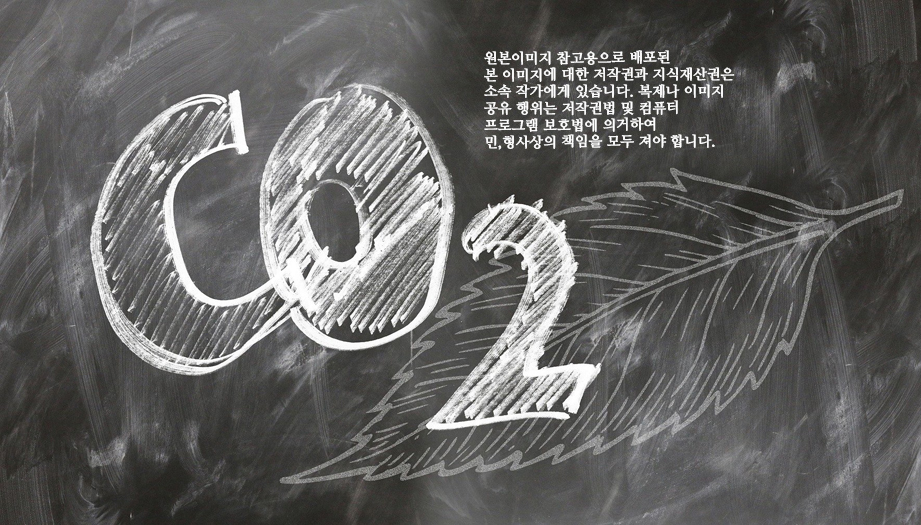 CO2
원본이미지 참고용으로 배포된
본 이미지에 대한 저작권과 지식재산권은
소속 작가에게 있습니다. 복제나 이미지
공유 행위는 저작권법 및 컴퓨터
프로그램 보호법에 의거하여
민,형사상의 책임을 모두 져야 합니다.